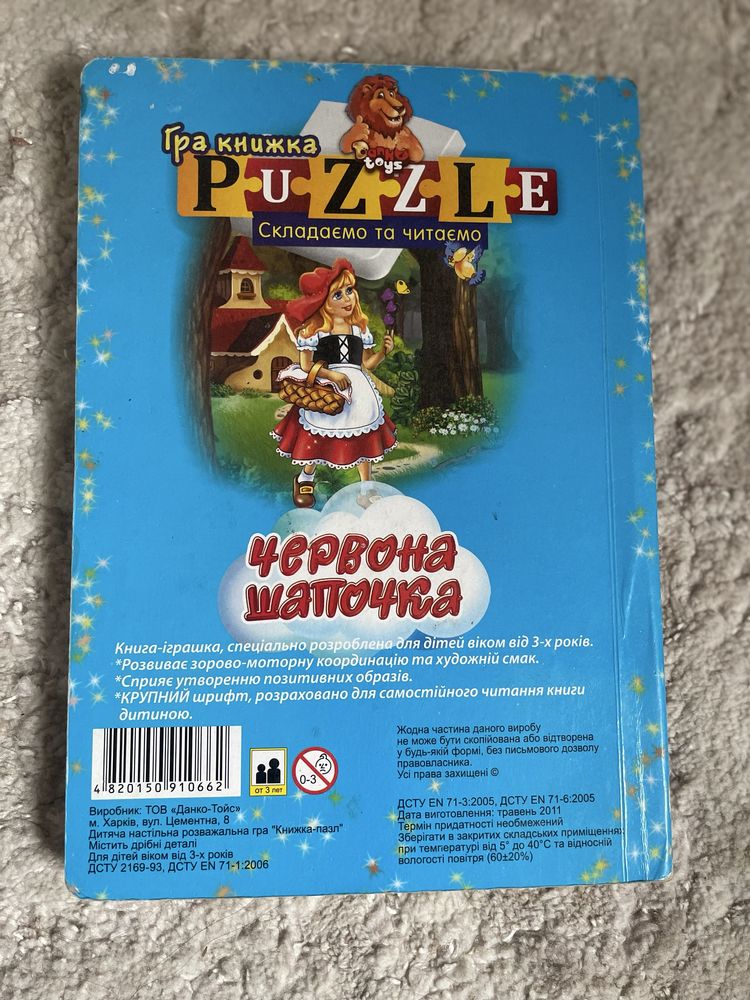 Гра книжка
Danko toys
PUZZLE
Складаємо та читаємо
ЧЕРВОНА
ШАПОЧКА
Книга-іграшка, спеціально розроблена для дітей віком від 3-х років.
*Розвиває зорово-моторну координацію та художній смак.
*Сприяє утворенню позитивних образів.
*КРУПНИЙ шрифт, розраховано для самостійного читання книги
дитиною.
4820150910662
от 3 лет
0-3
Жодна частина даного виробу
не може бути скопійована або відтворена
у будь-якій формі, без письмового дозволу
правовласника.
Усі права захищені ©
Виробник: ТОВ «Данко-Тойс»
м. Харків, вул. Цементна, 8
Дитяча настільна розважальна гра "Книжка-пазл"
Містить дрібні деталі
Для дітей віком від 3-х років
ДСТУ 2169-93, ДСТУ EN 71-1:2006
ДСТУ EN 71-3:2005, ДСТУ EN 71-6:2005
Дата виготовлення: травень 2011
Термін придатності необмежений
Зберігати в закритих складських приміщеннях
при температурі від 5° до 40°С та відносній
вологості повітря (60±20%)